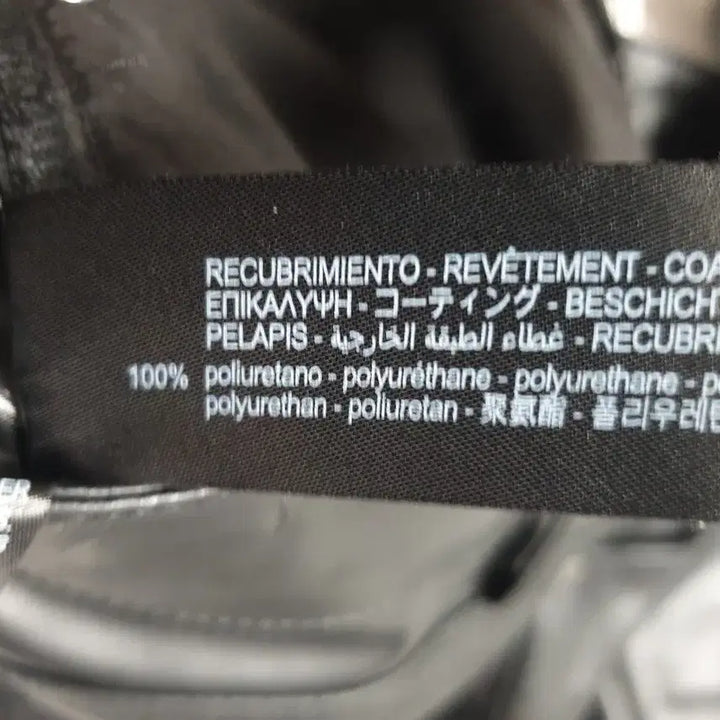 RECUBRIMIENTO - REVÊTEMENT - COA
ΕΠΙΚΑΛΥΨΗ - コーティング - BESCHICH
PELAPIS - غطاء الطبقة الخارجية - RECUBRI
100% poliuretano - polyuréthane - polyurethane - p
polyurethan - poliuretan - 聚氨酯 - 폴리우레탄